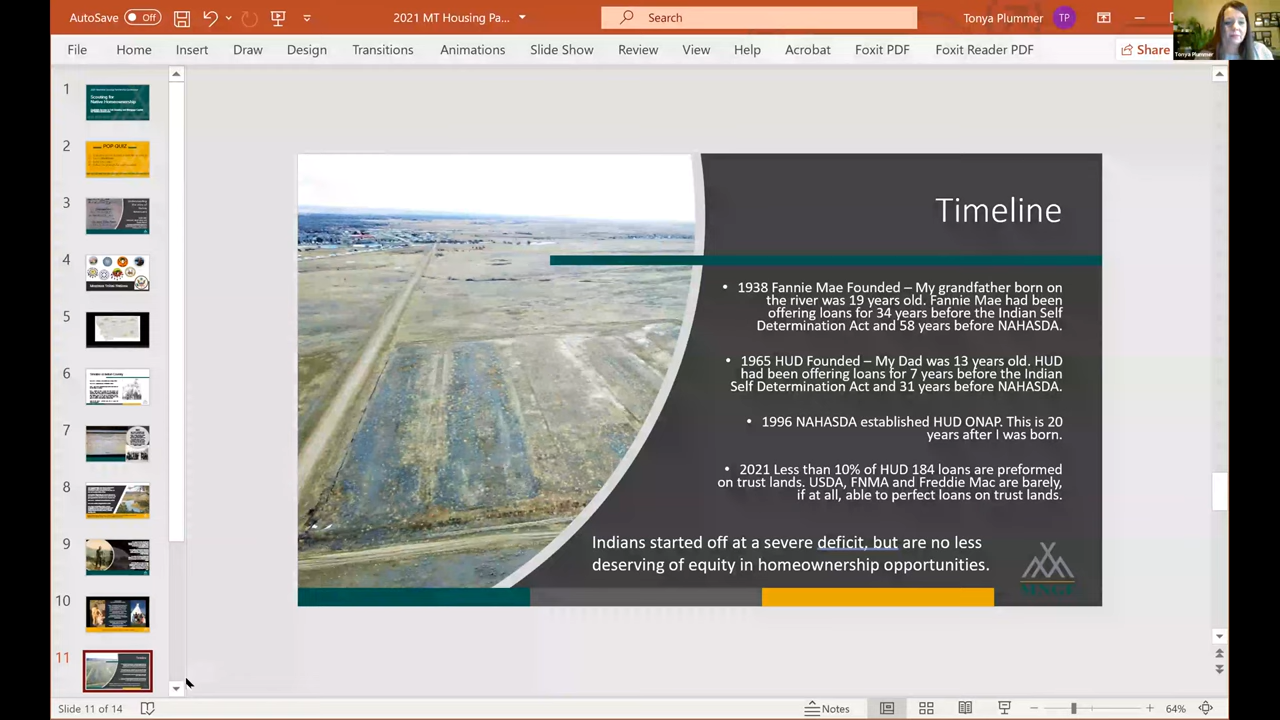 AutoSave Off 2021 MT Housing Pa... Search Tonya Plummer TP
File Home Insert Draw Design Transitions Animations Slide Show Review View Help Acrobat Foxit PDF Foxit Reader PDF Share
Tonya Plummer
1
2
POP QUIZ
3
4
5
6
7
8
9
10
11
Timeline
• 1938 Fannie Mae Founded – My grandfather born on
the river was 19 years old. Fannie Mae had been
offering loans for 34 years before the Indian Self
Determination Act and 58 years before NAHASDA.
• 1965 HUD Founded – My Dad was 13 years old. HUD
had been offering loans for 7 years before the Indian
Self Determination Act and 31 years before NAHASDA.
• 1996 NAHASDA established HUD ONAP. This is 20
years after I was born.
• 2021 Less than 10% of HUD 184 loans are preformed
on trust lands. USDA, FNMA and Freddie Mac are barely,
if at all, able to perfect loans on trust lands.
Indians started off at a severe deficit, but are no less
deserving of equity in homeownership opportunities.
Slide 11 of 14 Notes 64%